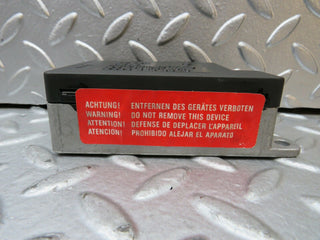 ACHTUNG! ENTFERNEN DES GERÄTES VERBOTEN
WARNING! DO NOT REMOVE THIS DEVICE
ATTENTION! DEFENSE DE DEPLACER L'APPAREIL
ATENCION! PROHIBIDO ALEJAR EL APARATO